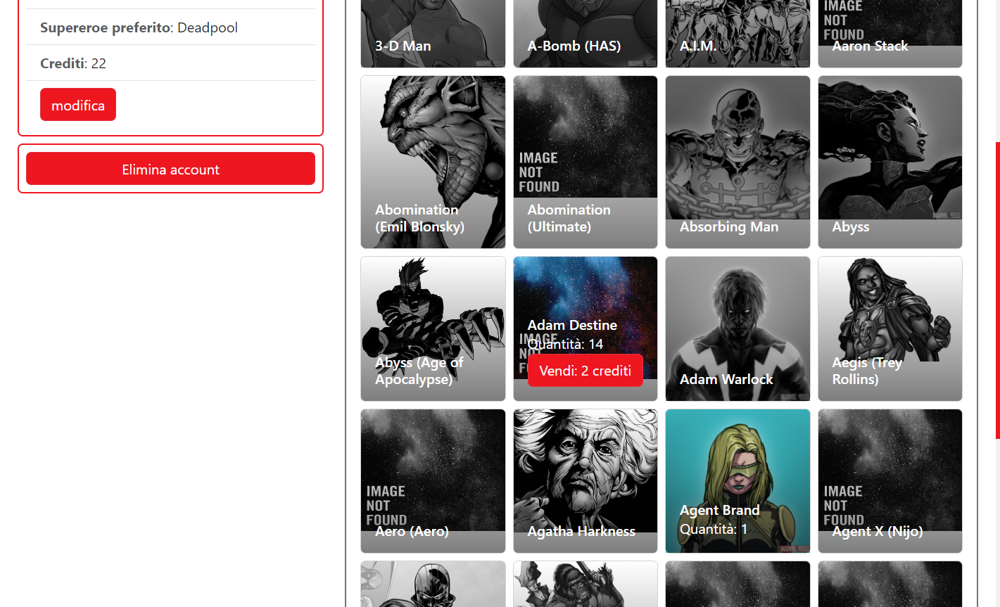 Supereroe preferito: Deadpool
Crediti: 22
modifica
Elimina account
3-D Man
A-Bomb (HAS)
A.I.M.
IMAGE
NOT
FOUND
Aaron Stack
Abomination
(Emil Blonsky)
IMAGE
NOT
FOUND
Abomination
(Ultimate)
MARVEL
Absorbing Man
Abyss
Abyss (Age of
Apocalypse)
Adam Destine
IMAGE
Quantità: 14
Vendi: 2 crediti
Adam Warlock
Aegis (Trey
Rollins)
IMAGE
NOT
FOUND
Aero (Aero)
Agatha Harkness
Agent Brand
Quantità: 1
IMAGE
NOT
FOUND
Agent X (Nijo)